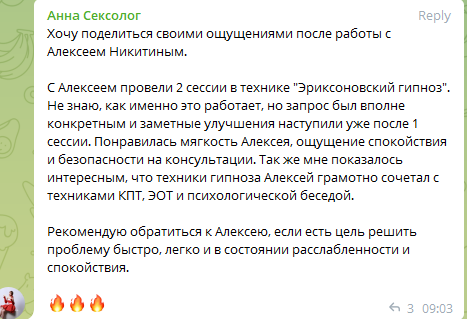 Анна Сексолог
Reply
Хочу поделиться своими ощущениями после работы с
Алексеем Никитиным.
С Алексеем провели 2 сессии в технике "Эриксоновский гипноз".
Не знаю, как именно это работает, но запрос был вполне
конкретным и заметные улучшения наступили уже после 1
сессии. Понравилась мягкость Алексея, ощущение спокойствия
и безопасности на консультации. Так же мне показалось
интересным, что техники гипноза Алексей грамотно сочетал с
техниками КПТ, ЭОТ и психологической беседой.
Рекомендую обратиться к Алексею, если есть цель решить
проблему быстро, легко и в состоянии расслабленности и
спокойствия.
🔥🔥🔥
3 09:03